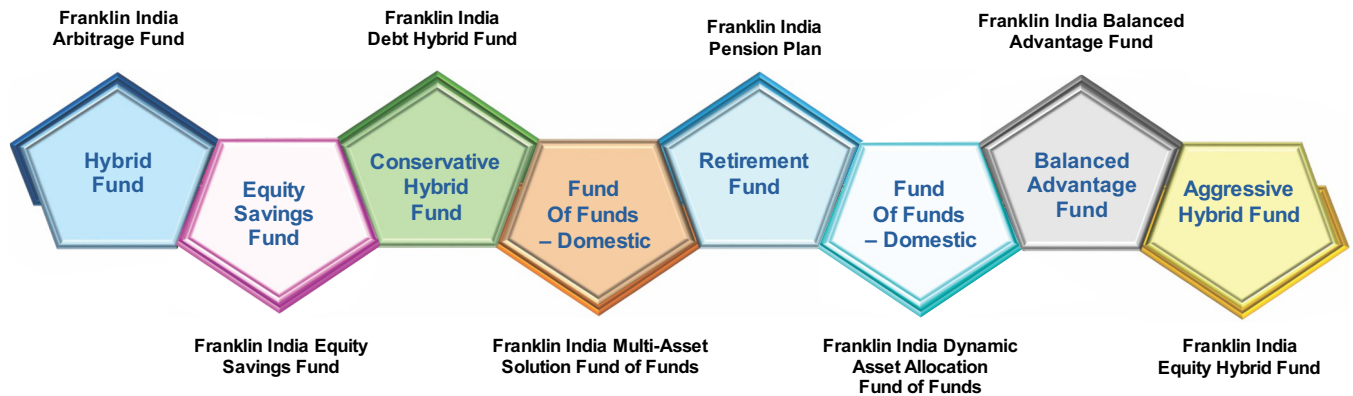 Franklin India
Arbitrage Fund
Franklin India
Debt Hybrid Fund
Franklin India
Pension Plan
Franklin India Balanced
Advantage Fund
Hybrid
Fund
Equity
Savings
Fund
Conservative
Hybrid
Fund
Fund
Of Funds
– Domestic
Retirement
Fund
Fund
Of Funds
– Domestic
Balanced
Advantage
Fund
Aggressive
Hybrid Fund
Franklin India Equity
Savings Fund
Franklin India Multi-Asset
Solution Fund of Funds
Franklin India Dynamic
Asset Allocation
Fund of Funds
Franklin India
Equity Hybrid Fund